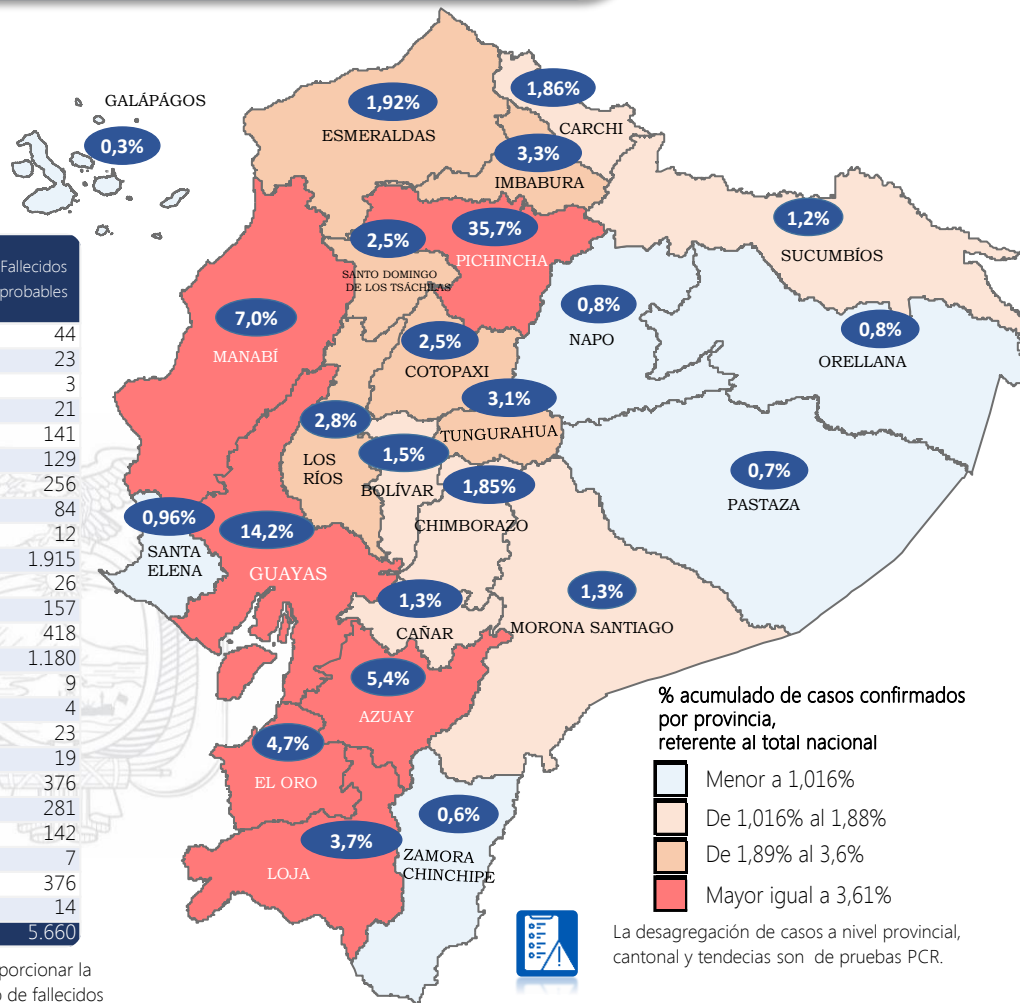 GALÁPÁGOS
0,3%
1,92%
ESMERALDAS
1,86%
CARCHI
3,3%
IMBABURA
35,7%
PICHINCHA
2,5%
SANTO DOMINGO
DE LOS TSÁCHILAS
1,2%
SUCUMBÍOS
7,0%
MANABÍ
0,8%
NAPO
0,8%
ORELLANA
2,5%
COTOPAXI
3,1%
TUNGURAHUA
2,8%
LOS
RÍOS
1,5%
BOLÍVAR
1,85%
CHIMBORAZO
0,7%
PASTAZA
0,96%
SANTA
ELENA
14,2%
GUAYAS
1,3%
CAÑAR
1,3%
MORONA SANTIAGO
5,4%
AZUAY
4,7%
EL ORO
3,7%
LOJA
0,6%
ZAMORA
CHINCHIPE
Fallecidos
probables
44
23
3
21
141
129
256
84
12
1.915
26
157
418
1.180
9
4
23
19
376
281
142
7
376
14
5.660
porcionar la
o de fallecidos
% acumulado de casos confirmados
por provincia,
referente al total nacional
Menor a 1,016%
De 1,016% al 1,88%
De 1,89% al 3,6%
Mayor igual a 3,61%
La desagregación de casos a nivel provincial,
cantonal y tendecias son de pruebas PCR.